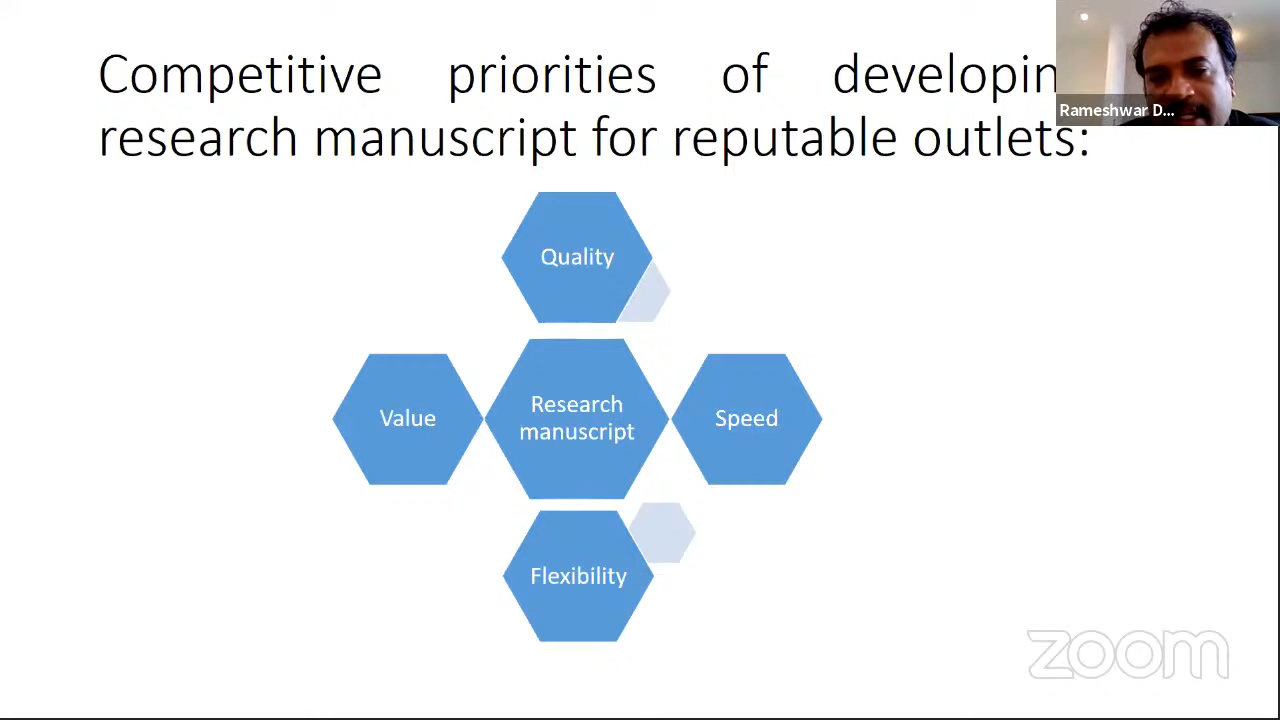 Competitive priorities of developin
research manuscript for reputable outlets:
Rameshwar D...
Quality
Value
Research
manuscript
Speed
Flexibility
zoom